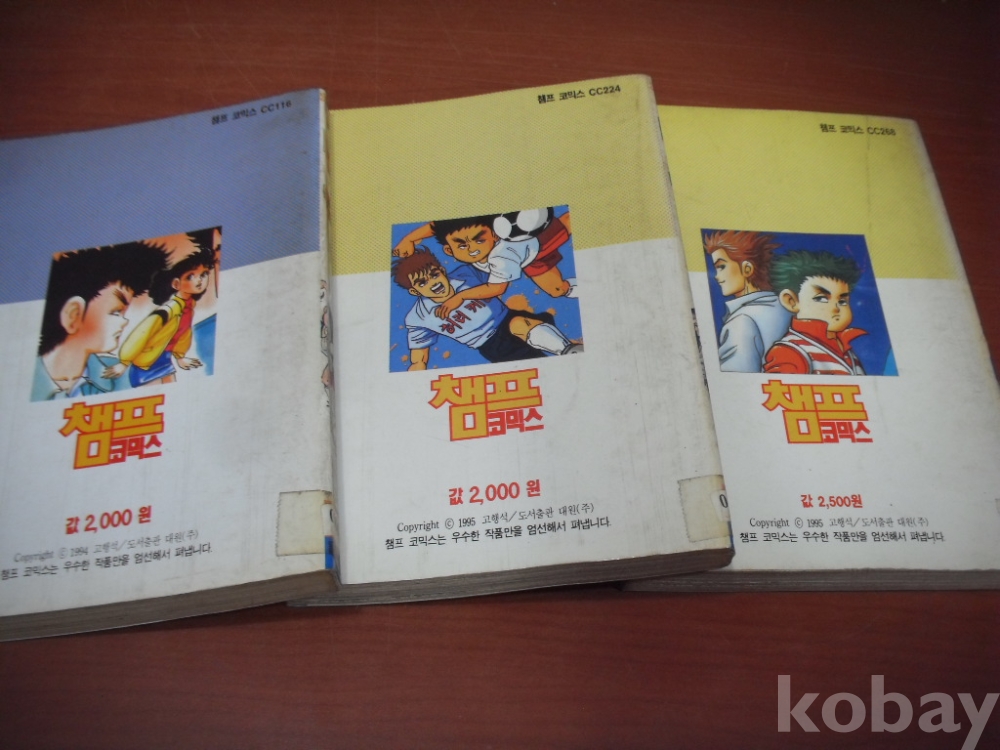 챔프 코믹스 CC116
챔프
코믹스
값 2,000 원
Copyright ⓒ 1994 고행석/도서출판 대원(주)
챔프 코믹스는 우수한 작품만을 엄선해서 펴냅니다.
챔프 코믹스 CC224
허리케
챔프
코믹스
값 2,000 원
Copyright ⓒ 1995 고행석/도서출판 대원(주)
챔프 코믹스는 우수한 작품만을 엄선해서 펴냅니다.
0
챔프 코믹스 CC268
챔프
코믹스
값 2,500원
Copyright ⓒ 1995 고행석/도서출판 대원(주)
챔프 코믹스는 우수한 작품만을 엄선해서 펴냅니다.
kobay